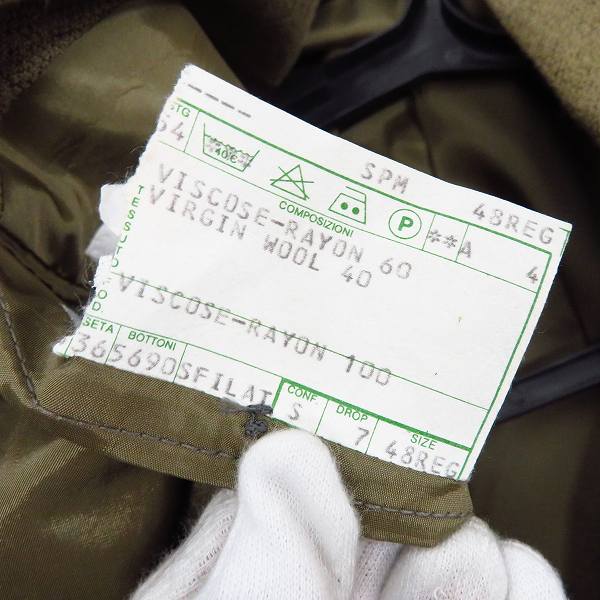 ----
STG
54
40°C
SPM
P
**A
48REG
4
COMPOSIZIONI
VISCOSE-RAYON 60
VIRGIN WOOL 40
VISCOSE-RAYON 100
SETA
BOTTONI
365690
SFILAT
CONF.
S
DROP
7
SIZE
48REG